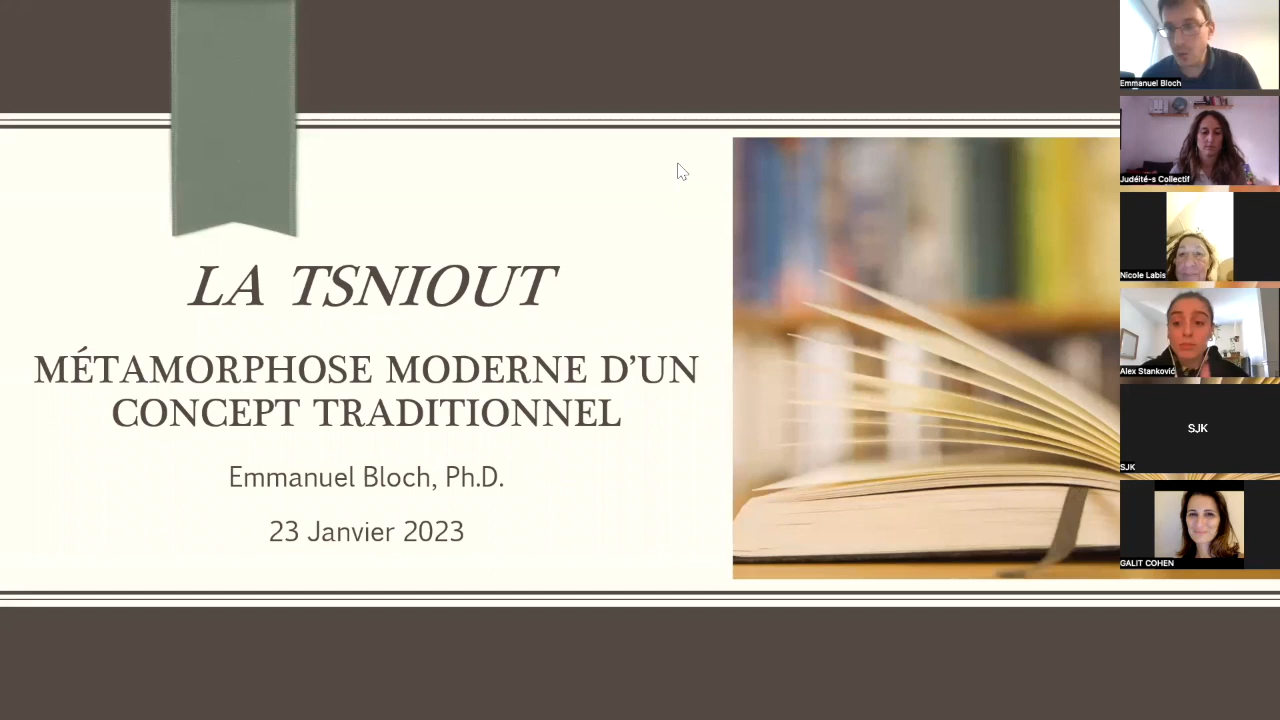 LA TSNIOUT
MÉTAMORPHOSE MODERNE D'UN
CONCEPT TRADITIONNEL
Emmanuel Bloch, Ph.D.
23 Janvier 2023
Emmanuel Bloch
Judéité-s Collectif
Nicole Labis
Alex Stanković
SJK
SJK
GALIT COHEN